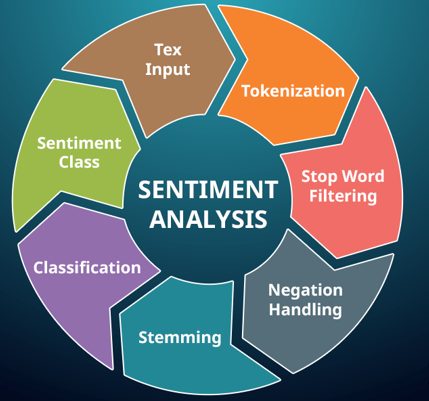 Tex
Input
Tokenization
Stop Word
Filtering
Negation
Handling
Stemming
Classification
Sentiment
Class
SENTIMENT
ANALYSIS